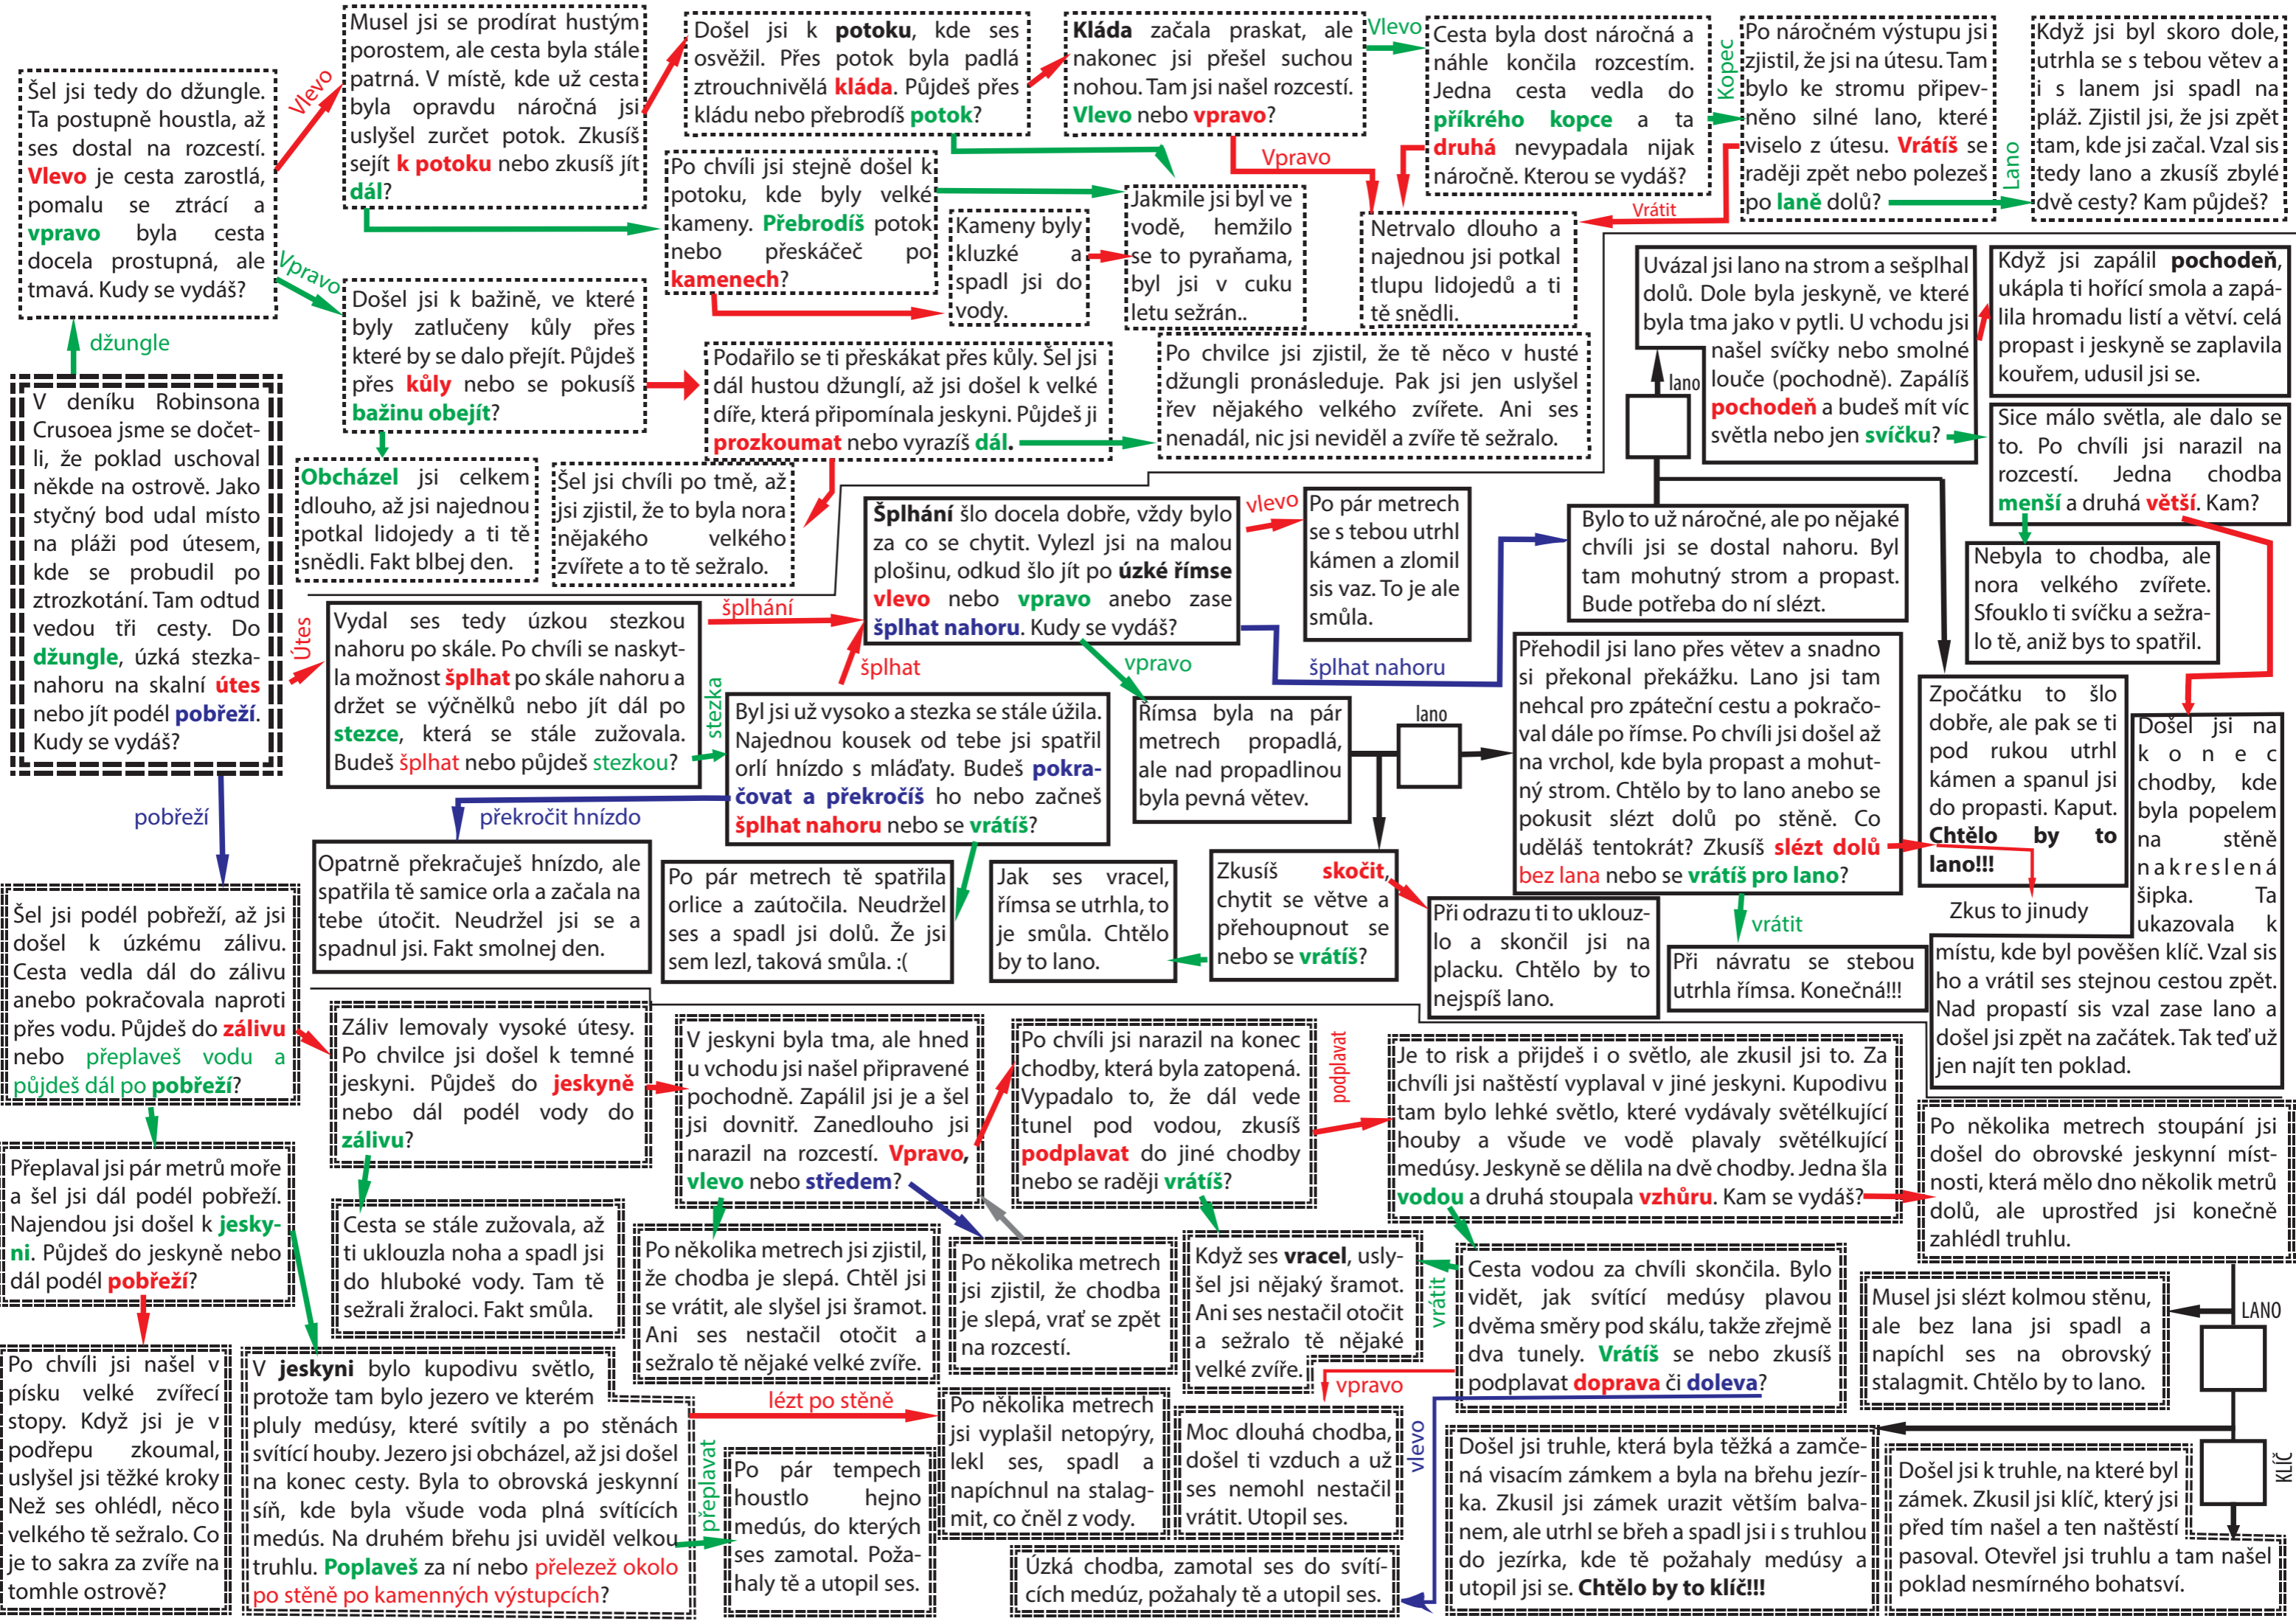 Šel jsi tedy do džungle.
Ta postupně houstla, až
ses dostal na rozcestí.
Vlevo je cesta zarostlá,
pomalu se ztrácí a
vpravo byla cesta
docela prostupná, ale
tmavá. Kudy se vydáš?
Vlevo
Vpravo
džungle
Musel jsi se prodírat hustým
porostem, ale cesta byla stále
patrná. V místě, kde už cesta
byla opravdu náročná jsi
uslyšel zurčet potok. Zkusíš
sejít k potoku nebo zkusíš jít
dál?
Došel jsi k potoku, kde ses
osvěžil. Přes potok byla padlá
ztrouchnivělá kláda. Půjdeš přes
kládu nebo přebrodíš potok?
Kláda začala praskat, ale
nakonec jsi přešel suchou
nohou. Tam jsi našel rozcestí.
Vlevo nebo vpravo?
Vlevo
Vpravo
Cesta byla dost náročná a
náhle končila rozcestím.
Jedna cesta vedla do
příkrého kopce a ta
druhá nevypadala nijak
náročně. Kterou se vydáš?
Kopec
Po náročném výstupu jsi
zjistil, že jsi na útesu. Tam
bylo ke stromu připev-
něno silné lano, které
viselo z útesu. Vrátíš se
raději zpět nebo polezeš
po laně dolů?
Lano
Vrátit
Když jsi byl skoro dole,
utrhla se s tebou větev a
i s lanem jsi spadl na
pláž. Zjistil jsi, že jsi zpět
tam, kde jsi začal. Vzal sis
tedy lano a zkusíš zbylé
dvě cesty? Kam půjdeš?
Po chvíli jsi stejně došel k
potoku, kde byly velké
kameny. Přebrodíš potok
nebo přeskáčeč po
kamenech?
Kameny byly
kluzké a
spadl jsi do
vody.
Jakmile jsi byl ve
vodě, hemžilo
se to pyraňama,
byl jsi v cuku
letu sežrán..
Netrvalo dlouho a
najednou jsi potkal
tlupu lidojedů a ti
tě snědli.
Došel jsi k bažině, ve které
byly zatlučeny kůly přes
které by se dalo přejít. Půjdeš
přes kůly nebo se pokusíš
bažinu obejít?
Podařilo se ti přeskákat přes kůly. Šel jsi
dál hustou džunglí, až jsi došel k velké
díře, která připomínala jeskyni. Půjdeš ji
prozkoumat nebo vyrazíš dál.
Po chvilce jsi zjistil, že tě něco v husté
džungli pronásleduje. Pak jsi jen uslyšel
řev nějakého velkého zvířete. Ani ses
nenadál, nic jsi neviděl a zvíře tě sežralo.
Obcházel jsi celkem
dlouho, až jsi najednou
potkal lidojedy a ti tě
snědli. Fakt blbej den.
Šel jsi chvíli po tmě, až
jsi zjistil, že to byla nora
nějakého velkého
zvířete a to tě sežralo.
V deníku Robinsona
Crusoea jsme se dočet-
li, že poklad uschoval
někde na ostrově. Jako
styčný bod udal místo
na pláži pod útesem,
kde se probudil po
ztrozkotání. Tam odtud
vedou tři cesty. Do
džungle, úzká stezka-
nahoru na skalní útes
nebo jít podél pobřeží.
Kudy se vydáš?
Útes
pobřeží
Vydal ses tedy úzkou stezkou
nahoru po skále. Po chvíli se naskyt-
la možnost šplhat po skále nahoru a
držet se výčnělků nebo jít dál po
stezce, která se stále zužovala.
Budeš šplhat nebo půjdeš stezkou?
šplhání
stezka
šplhat
Šplhání šlo docela dobře, vždy bylo
za co se chytit. Vylezl jsi na malou
plošinu, odkud šlo jít po úzké římse
vlevo nebo vpravo anebo zase
šplhat nahoru. Kudy se vydáš?
vlevo
vpravo
šplhat nahoru
Po pár metrech
se s tebou utrhl
kámen a zlomil
sis vaz. To je ale
smůla.
Bylo to už náročné, ale po nějaké
chvíli jsi se dostal nahoru. Byl
tam mohutný strom a propast.
Bude potřeba do ní slézt.
lano
Uvázal jsi lano na strom a sešplhal
dolů. Dole byla jeskyně, ve které
byla tma jako v pytli. U vchodu jsi
našel svíčky nebo smolné
louče (pochodně). Zapálíš
pochodeň a budeš mít víc
světla nebo jen svíčku?
Když jsi zapálil pochodeň,
ukápla ti hořící smola a zapá-
lila hromadu listí a větví. celá
propast i jeskyně se zaplavila
kouřem, udusil jsi se.
Sice málo světla, ale dalo se
to. Po chvíli jsi narazil na
rozcestí. Jedna chodba
menší a druhá větší. Kam?
Nebyla to chodba, ale
nora velkého zvířete.
Sfouklo ti svíčku a sežra-
lo tě, aniž bys to spatřil.
Byl jsi už vysoko a stezka se stále úžila.
Najednou kousek od tebe jsi spatřil
orlí hnízdo s mláďaty. Budeš pokra-
čovat a překročíš ho nebo začneš
šplhat nahoru nebo se vrátíš?
překročit hnízdo
Opatrně překračuješ hnízdo, ale
spatřila tě samice orla a začala na
tebe útočit. Neudržel jsi se a
spadnul jsi. Fakt smolnej den.
Po pár metrech tě spatřila
orlice a zaútočila. Neudržel
ses a spadl jsi dolů. Že jsi
sem lezl, taková smůla. :(
Římsa byla na pár
metrech propadlá,
ale nad propadlinou
byla pevná větev.
lano
Jak ses vracel,
římsa se utrhla, to
je smůla. Chtělo
by to lano.
Zkusíš skočit,
chytit se větve a
přehoupnout se
nebo se vrátíš?
Při odrazu ti to uklouz-
lo a skončil jsi na
placku. Chtělo by to
nejspíš lano.
Přehodil jsi lano přes větev a snadno
si překonal překážku. Lano jsi tam
nehcal pro zpáteční cestu a pokračo-
val dále po římse. Po chvíli jsi došel až
na vrchol, kde byla propast a mohut-
ný strom. Chtělo by to lano anebo se
pokusit slézt dolů po stěně. Co
uděláš tentokrát? Zkusíš slézt dolů
bez lana nebo se vrátíš pro lano?
vrátit
Při návratu se stebou
utrhla římsa. Konečná!!!
Zpočátku to šlo
dobře, ale pak se ti
pod rukou utrhl
kámen a spanul jsi
do propasti. Kaput.
Chtělo by to
lano!!!
Zkus to jinudy
Došel jsi na
konec
chodby, kde
byla popelem
na stěně
nakreslená
šipka. Ta
ukazovala k
místu, kde byl pověšen klíč. Vzal sis
ho a vrátil ses stejnou cestou zpět.
Nad propastí sis vzal zase lano a
došel jsi zpět na začátek. Tak teď už
jen najít ten poklad.
Šel jsi podél pobřeží, až jsi
došel k úzkému zálivu.
Cesta vedla dál do zálivu
anebo pokračovala naproti
přes vodu. Půjdeš do zálivu
nebo přeplaveš vodu a
půjdeš dál po pobřeží?
Záliv lemovaly vysoké útesy.
Po chvilce jsi došel k temné
jeskyni. Půjdeš do jeskyně
nebo dál podél vody do
zálivu?
V jeskyni byla tma, ale hned
u vchodu jsi našel připravené
pochodně. Zapálil jsi je a šel
jsi dovnitř. Zanedlouho jsi
narazil na rozcestí. Vpravo,
vlevo nebo středem?
Po chvíli jsi narazil na konec
chodby, která byla zatopená.
Vypadalo to, že dál vede
tunel pod vodou, zkusíš
podplavat do jiné chodby
nebo se raději vrátíš?
podplavat
Je to risk a přijdeš i o světlo, ale zkusil jsi to. Za
chvíli jsi naštěstí vyplaval v jiné jeskyni. Kupodivu
tam bylo lehké světlo, které vydávaly světélkující
houby a všude ve vodě plavaly světélkující
medúsy. Jeskyně se dělila na dvě chodby. Jedna šla
vodou a druhá stoupala vzhůru. Kam se vydáš?
Po několika metrech stoupání jsi
došel do obrovské jeskynní míst-
nosti, která mělo dno několik metrů
dolů, ale uprostřed jsi konečně
zahlédl truhlu.
Přeplaval jsi pár metrů moře
a šel jsi dál podél pobřeží.
Najendou jsi došel k jesky-
ni. Půjdeš do jeskyně nebo
dál podél pobřeží?
Cesta se stále zužovala, až
ti uklouzla noha a spadl jsi
do hluboké vody. Tam tě
sežrali žraloci. Fakt smůla.
Po několika metrech jsi zjistil,
že chodba je slepá. Chtěl jsi
se vrátit, ale slyšel jsi šramot.
Ani ses nestačil otočit a
sežralo tě nějaké velké zvíře.
Po několika metrech
jsi zjistil, že chodba
je slepá, vrať se zpět
na rozcestí.
Když ses vracel, usly-
šel jsi nějaký šramot.
Ani ses nestačil otočit
a sežralo tě nějaké
velké zvíře.
vrátit
Cesta vodou za chvíli skončila. Bylo
vidět, jak svítící medúsy plavou
dvěma směry pod skálu, takže zřejmě
dva tunely. Vrátíš se nebo zkusíš
podplavat doprava či doleva?
vpravo
vlevo
Musel jsi slézt kolmou stěnu,
ale bez lana jsi spadl a
napíchl ses na obrovský
stalagmit. Chtělo by to lano.
LANO
KLÍČ
Po chvíli jsi našel v
písku velké zvířecí
stopy. Když jsi je v
podřepu zkoumal,
uslyšel jsi těžké kroky
Než ses ohlédl, něco
velkého tě sežralo. Co
je to sakra za zvíře na
tomhle ostrově?
V jeskyni bylo kupodivu světlo,
protože tam bylo jezero ve kterém
pluly medúsy, které svítily a po stěnách
svítící houby. Jezero jsi obcházel, až jsi došel
na konec cesty. Byla to obrovská jeskynní
síň, kde byla všude voda plná svítících
medús. Na druhém břehu jsi uviděl velkou
truhlu. Poplaveš za ní nebo přelezež okolo
po stěně po kamenných výstupcích?
lézt po stěně
přeplavat
Po pár tempech
houstlo hejno
medús, do kterých
ses zamotal. Poža-
haly tě a utopil ses.
Po několika metrech
jsi vyplašil netopýry,
lekl ses, spadl a
napíchnul na stalag-
mit, co čněl z vody.
Moc dlouhá chodba,
došel ti vzduch a už
ses nemohl nestačil
vrátit. Utopil ses.
Úzká chodba, zamotal ses do svítí-
cích medúz, požahaly tě a utopil ses.
Došel jsi truhle, která byla těžká a zamče-
ná visacím zámkem a byla na břehu jezír-
ka. Zkusil jsi zámek urazit větším balva-
nem, ale utrhl se břeh a spadl jsi i s truhlou
do jezírka, kde tě požahaly medúsy a
utopil jsi se. Chtělo by to klíč!!!
Došel jsi k truhle, na které byl
zámek. Zkusil jsi klíč, který jsi
před tím našel a ten naštěstí
pasoval. Otevřel jsi truhlu a tam našel
poklad nesmírného bohatsví.